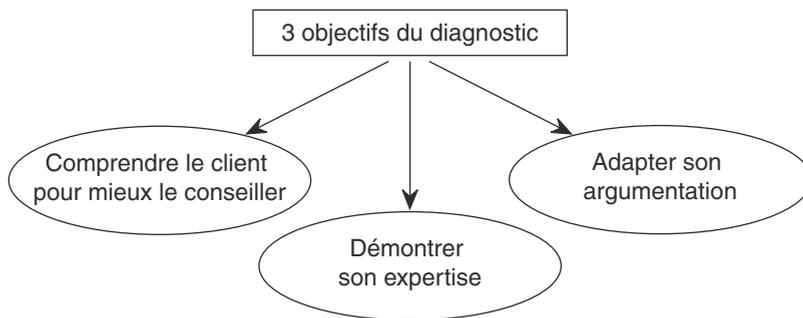 3 objectifs du diagnostic
Comprendre le client
pour mieux le conseiller
Démontrer
son expertise
Adapter son
argumentation